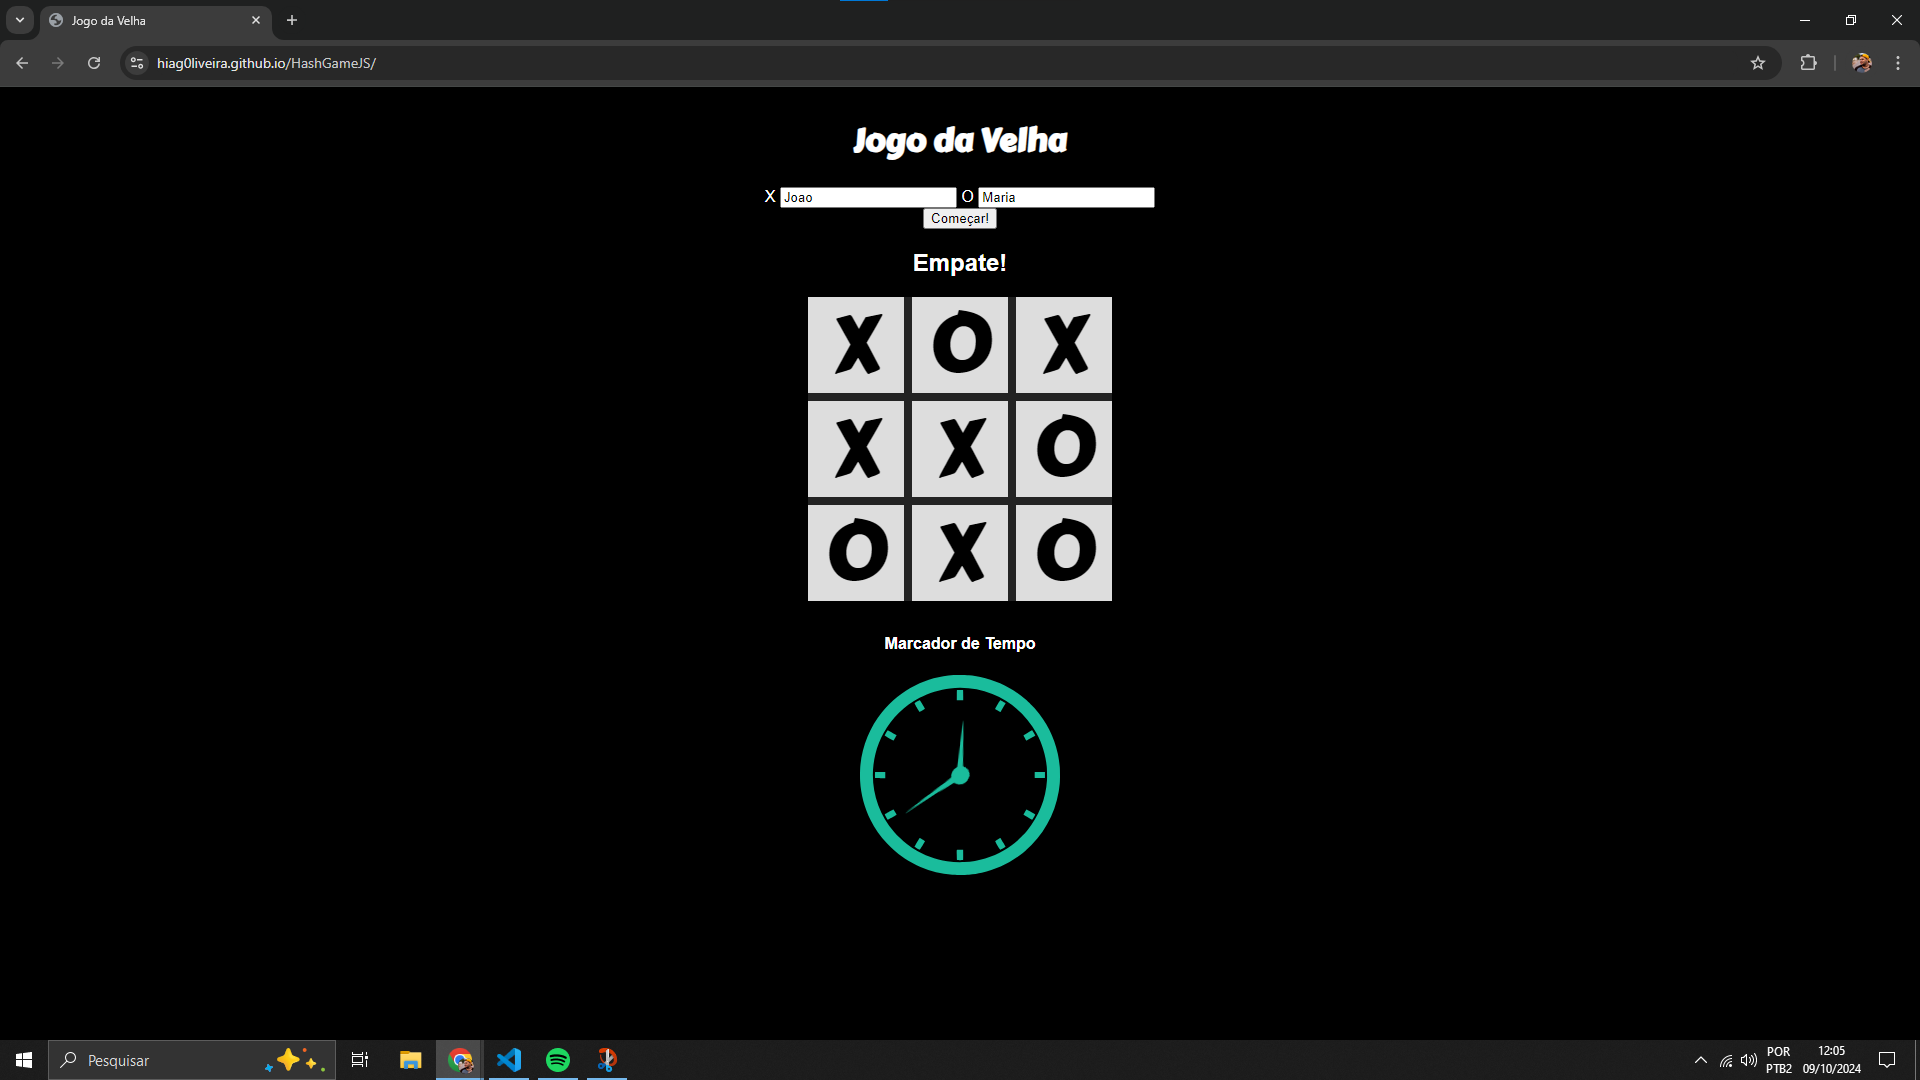 Jogo da Velha
hiag0liveira.github.io/HashGameJS/
Jogo da Velha
X Joao O Maria
Começar!
Empate!
X O X
X X O
O X O
Marcador de Tempo
Pesquisar
POR 12:05
PTB2 09/10/2024